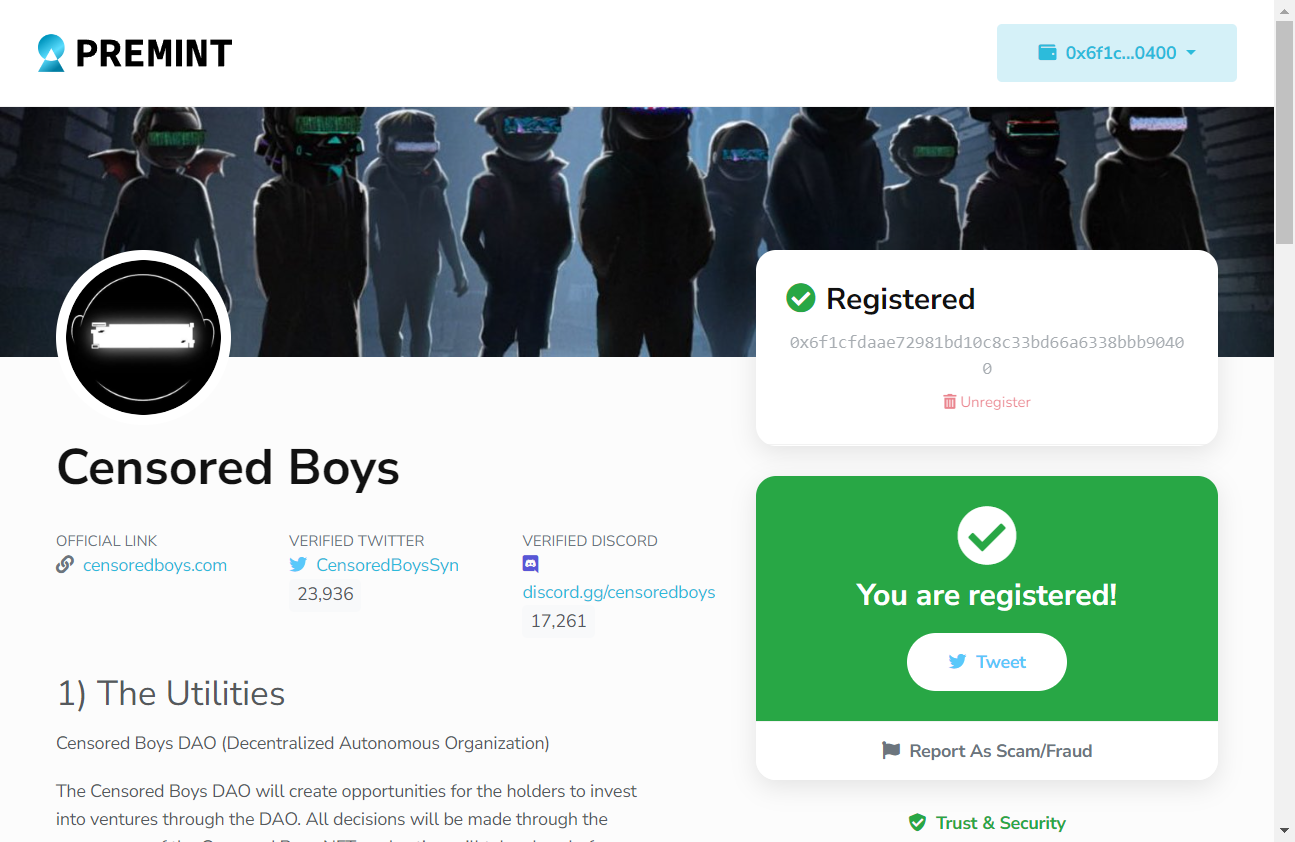 PREMINT
0x6f1c...0400
Registered
0x6f1cfdaae72981bd10c8c33bd66a6338bbb9040
0
Unregister
Censored Boys
OFFICIAL LINK
censoredboys.com
VERIFIED TWITTER
CensoredBoysSyn
23,936
VERIFIED DISCORD
discord.gg/censoredboys
17,261
You are registered!
Tweet
Report As Scam/Fraud
Trust & Security
1) The Utilities
Censored Boys DAO (Decentralized Autonomous Organization)
The Censored Boys DAO will create opportunities for the holders to invest
into ventures through the DAO. All decisions will be made through the